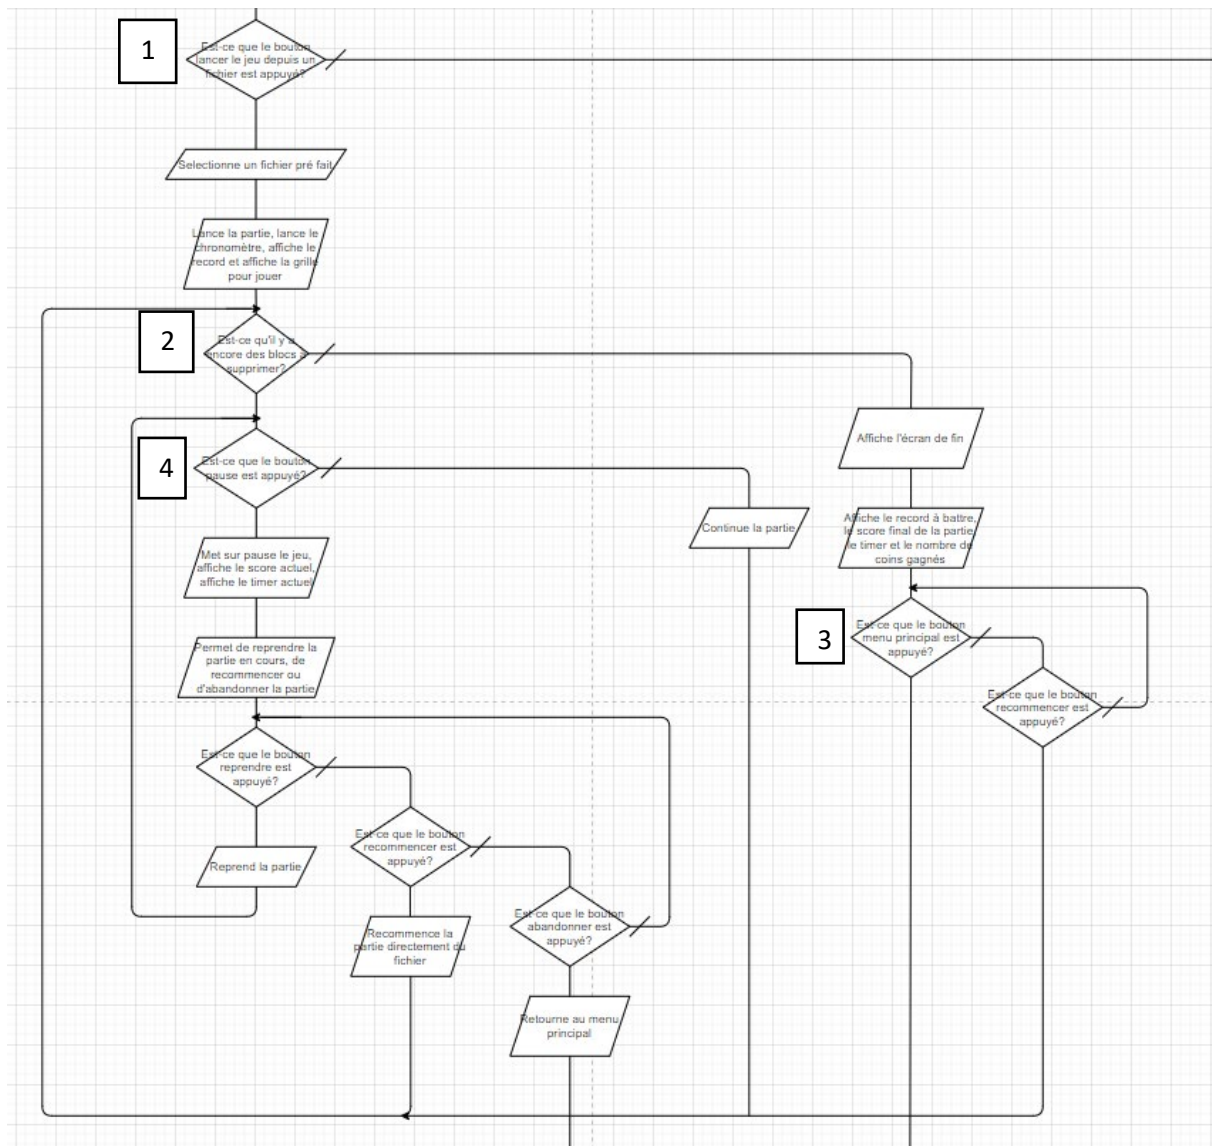 1
Est-ce que le bouton
lancer le jeu depuis un
fichier est appuyé?
Selectionne un fichier pré fait
Lance la partie, lance le
chronomètre, affiche le
record et affiche la grille
pour jouer
2
Est-ce qu'il y a
encore des blocs à
supprimer?
4
Est-ce que le bouton
pause est appuyé?
Continue la partie
Affiche l'écran de fin
Affiche le record à battre,
le score final de la partie,
le timer et le nombre de
coins gagnés
Met sur pause le jeu,
affiche le score actuel,
affiche le timer actuel
3
Est-ce que le bouton
menu principal est
appuyé?
Est-ce que le bouton
recommencer est
appuyé?
Permet de reprendre la
partie en cours, de
recommencer ou
d'abandonner la partie
Est-ce que le bouton
reprendre est
appuyé?
Reprend la partie
Est-ce que le bouton
recommencer est
appuyé?
Recommence la
partie directement du
fichier
Est-ce que le bouton
abandonner est
appuyé?
Retourne au menu
principal